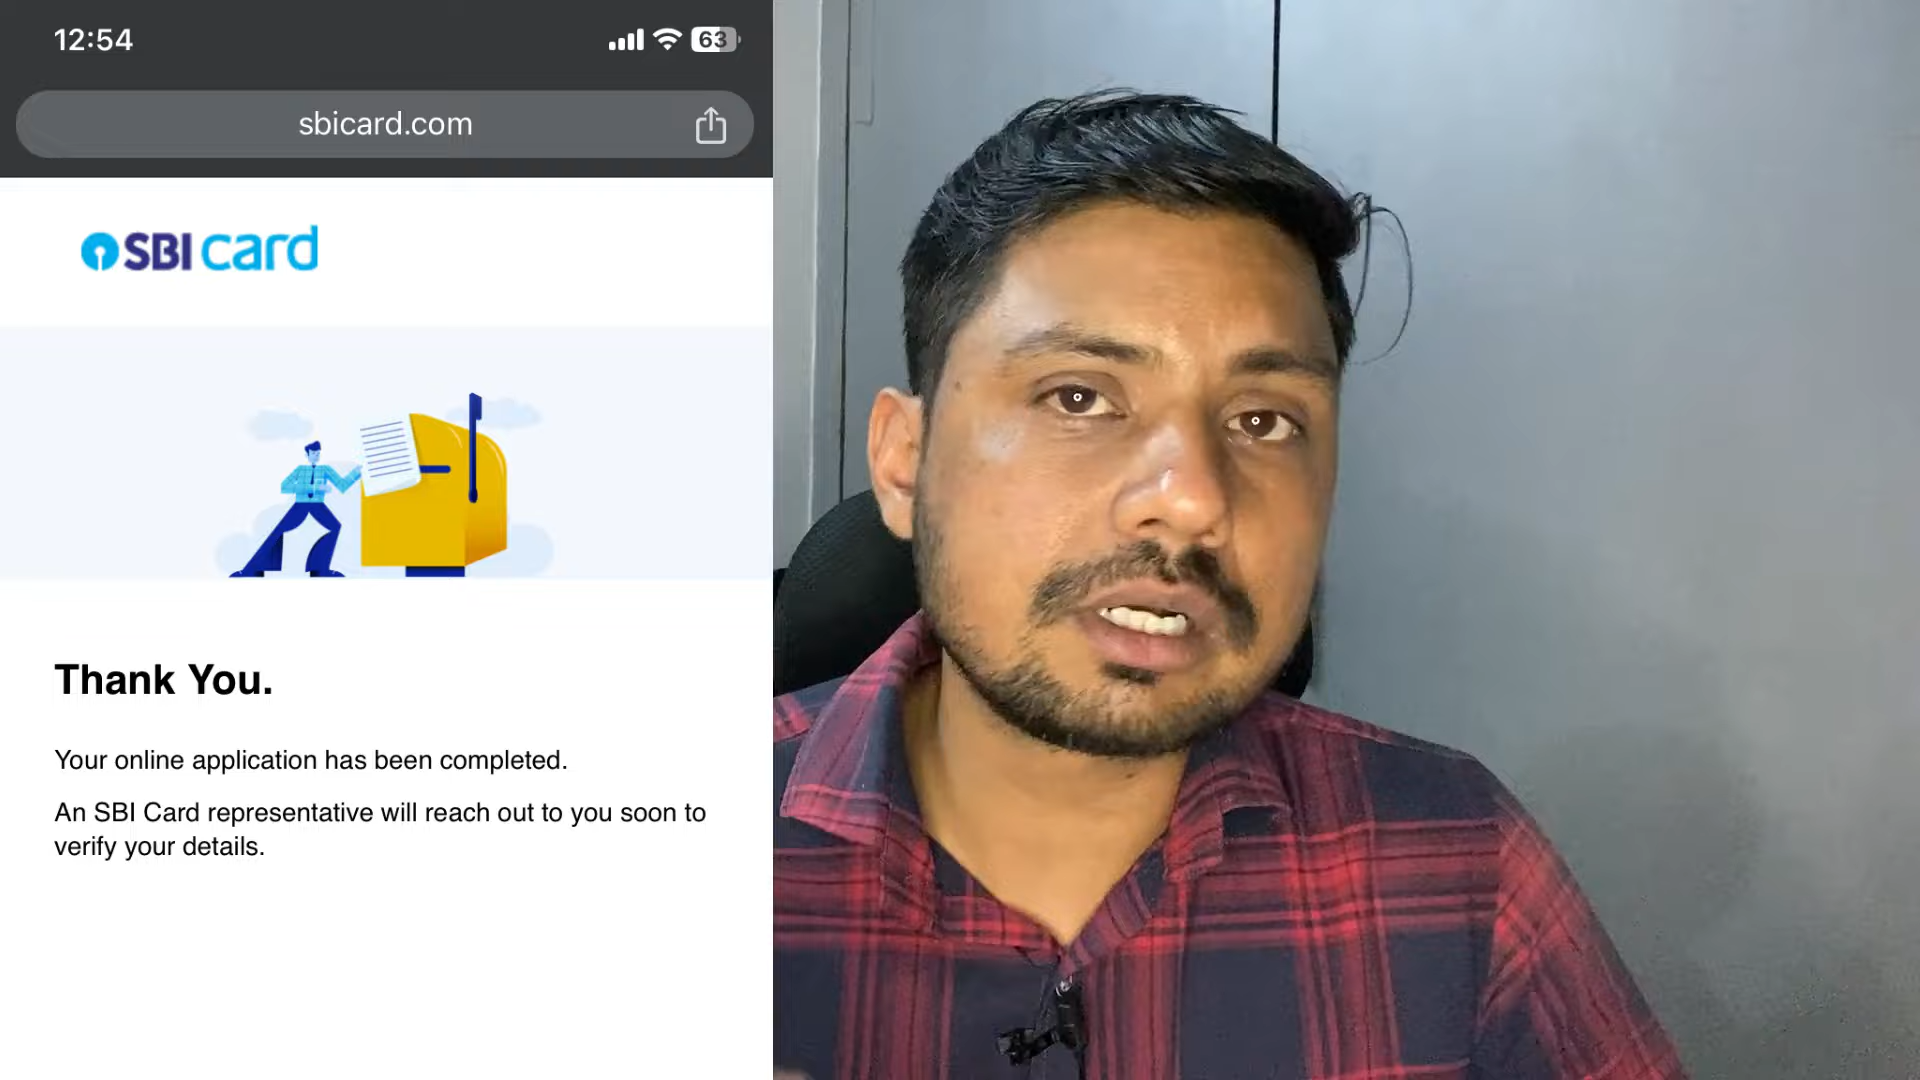 12:54
63
sbicard.com
SBI card
Thank You.
Your online application has been completed.
An SBI Card representative will reach out to you soon to
verify your details.